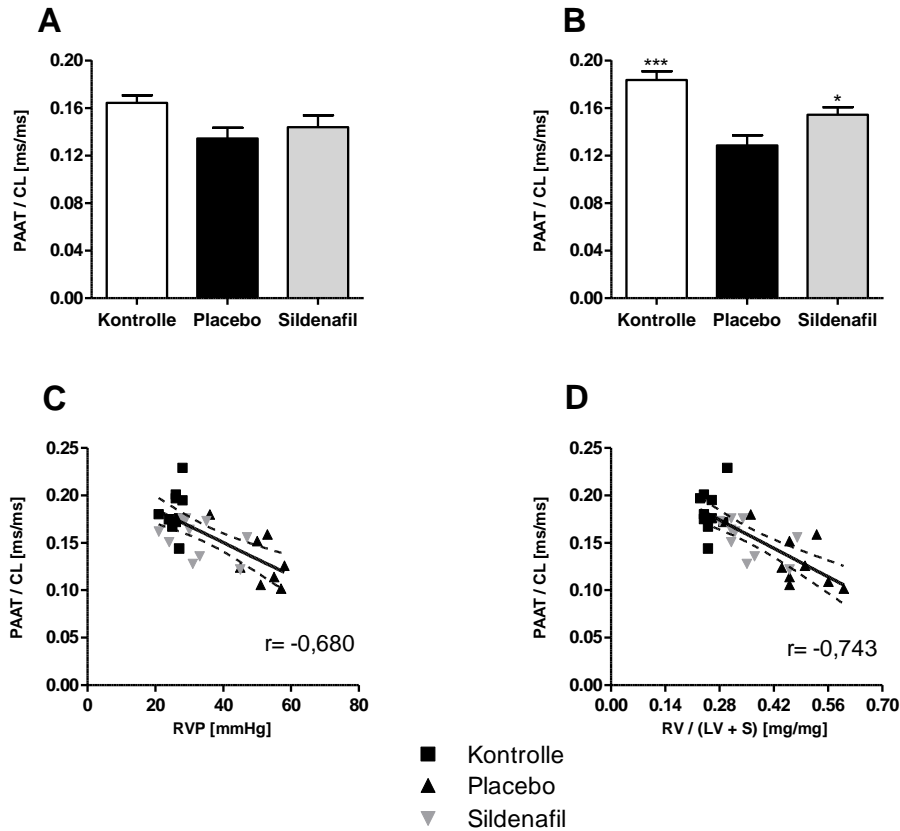 A
PAAT / CL [ms/ms]
0.20
0.16
0.12
0.08
0.04
0.00
Kontrolle Placebo Sildenafil
B
PAAT / CL [ms/ms]
0.20
0.16
0.12
0.08
0.04
0.00
***
*
Kontrolle Placebo Sildenafil
C
PAAT / CL [ms/ms]
0.25
0.20
0.15
0.10
0.05
0.00
r= -0,680
0 20 40 60 80
RVP [mmHg]
D
PAAT / CL [ms/ms]
0.25
0.20
0.15
0.10
0.05
0.00
r= -0,743
0.00 0.14 0.28 0.42 0.56 0.70
RV / (LV + S) [mg/mg]
Kontrolle
Placebo
Sildenafil